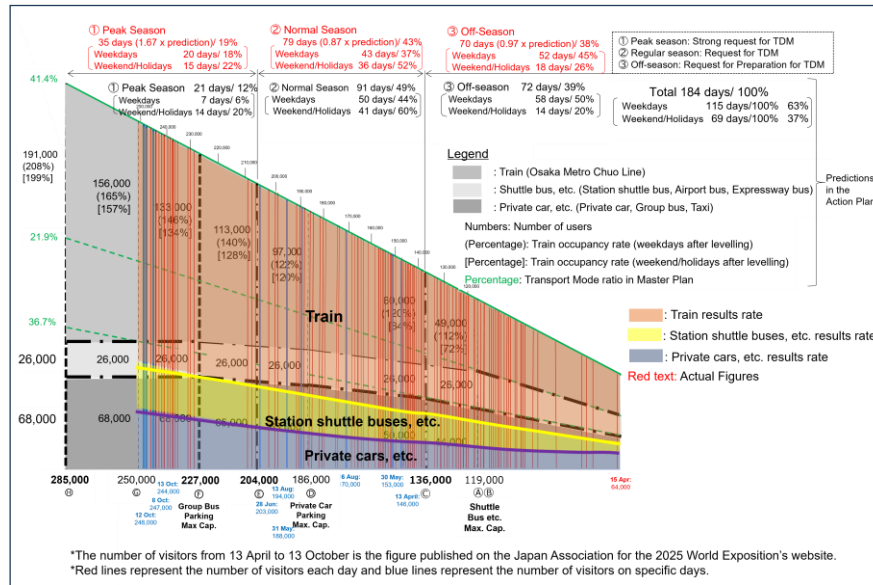 ① Peak Season
35 days (1.67 x prediction)/ 19%
Weekdays 20 days/ 18%
Weekend/Holidays 15 days/ 22%
② Normal Season
79 days (0.87 x prediction)/ 43%
Weekdays 43 days/ 37%
Weekend/Holidays 36 days/ 52%
③ Off-Season
70 days (0.97 x prediction)/ 38%
Weekdays 52 days/ 45%
Weekend/Holidays 18 days/ 26%
① Peak season: Strong request for TDM
② Regular season: Request for TDM
③ Off-season: Request for Preparation for TDM
① Peak Season 21 days/ 12%
Weekdays 7 days/ 6%
Weekend/Holidays 14 days/ 20%
② Normal Season 91 days/ 49%
Weekdays 50 days/ 44%
Weekend/Holidays 41 days/ 60%
③ Off-season 72 days/ 39%
Weekdays 58 days/ 50%
Weekend/Holidays 14 days/ 20%
Total 184 days/ 100%
Weekdays 115 days/100% 63%
Weekend/Holidays 69 days/100% 37%
Legend
: Train (Osaka Metro Chuo Line)
: Shuttle bus, etc. (Station shuttle bus, Airport bus, Expressway bus)
: Private car, etc. (Private car, Group bus, Taxi)
Numbers: Number of users
(Percentage): Train occupancy rate (weekdays after levelling)
[Percentage]: Train occupancy rate (weekend/holidays after levelling)
Percentage: Transport Mode ratio in Master Plan
Predictions
in the
Action Plan
: Train results rate
: Station shuttle buses, etc. results rate
: Private cars, etc. results rate
Red text: Actual Figures
41.4%
21.9%
36.7%
191,000
(208%)
[199%]
156,000
(165%)
[157%]
133,000
(146%)
[134%]
113,000
(140%)
[128%]
97,000
(122%)
[120%]
49,000
(112%)
[72%]
Train
26,000
26,000
26,000
26,000
26,000
26,000
26,000
68,000
68,000
Station shuttle buses, etc.
Private cars, etc.
285,000
250,000
227,000
204,000
186,000
136,000
119,000
Ⓗ
Ⓖ
Ⓕ
Ⓔ
Ⓓ
Ⓒ
Ⓐ Ⓑ
13 Oct:
244,000
8 Oct:
247,000
12 Oct:
248,000
Group Bus
Parking
Max. Cap.
13 Aug:
194,000
28 Jun:
203,000
31 May:
188,000
Private Car
Parking
Max. Cap.
30 May:
153,000
13 April:
146,000
Shuttle
Bus etc.
Max. Cap.
15 Apr:
64,000
*The number of visitors from 13 April to 13 October is the figure published on the Japan Association for the 2025 World Exposition's website.
*Red lines represent the number of visitors each day and blue lines represent the number of visitors on specific days.